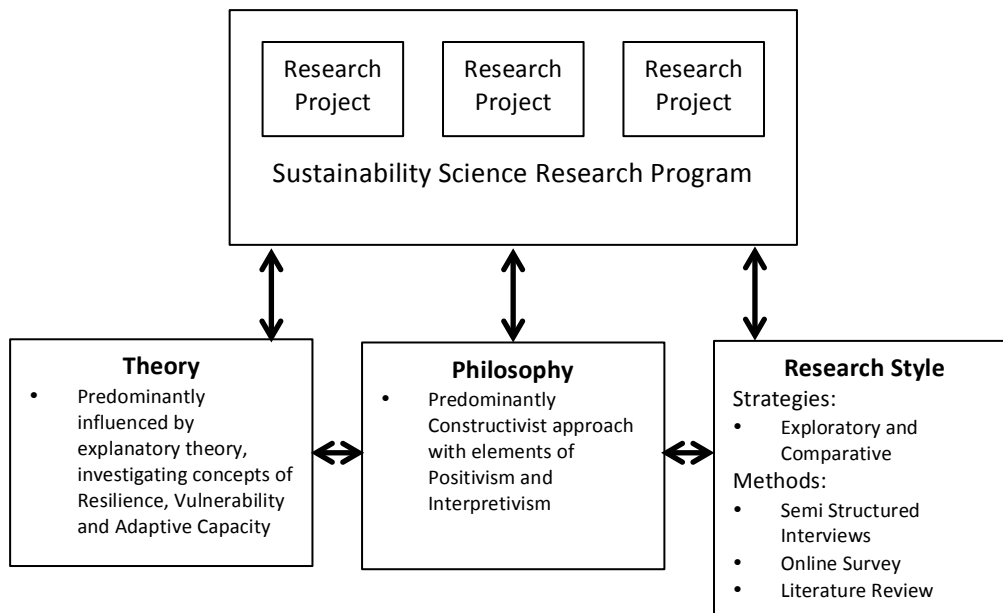 Research
Project
Research
Project
Research
Project
Sustainability Science Research Program
Theory
• Predominantly
influenced by
explanatory theory,
investigating concepts of
Resilience, Vulnerability
and Adaptive Capacity
Philosophy
• Predominantly
Constructivist approach
with elements of
Positivism and
Interpretivism
Research Style
Strategies:
• Exploratory and
Comparative
Methods:
• Semi Structured
Interviews
• Online Survey
• Literature Review